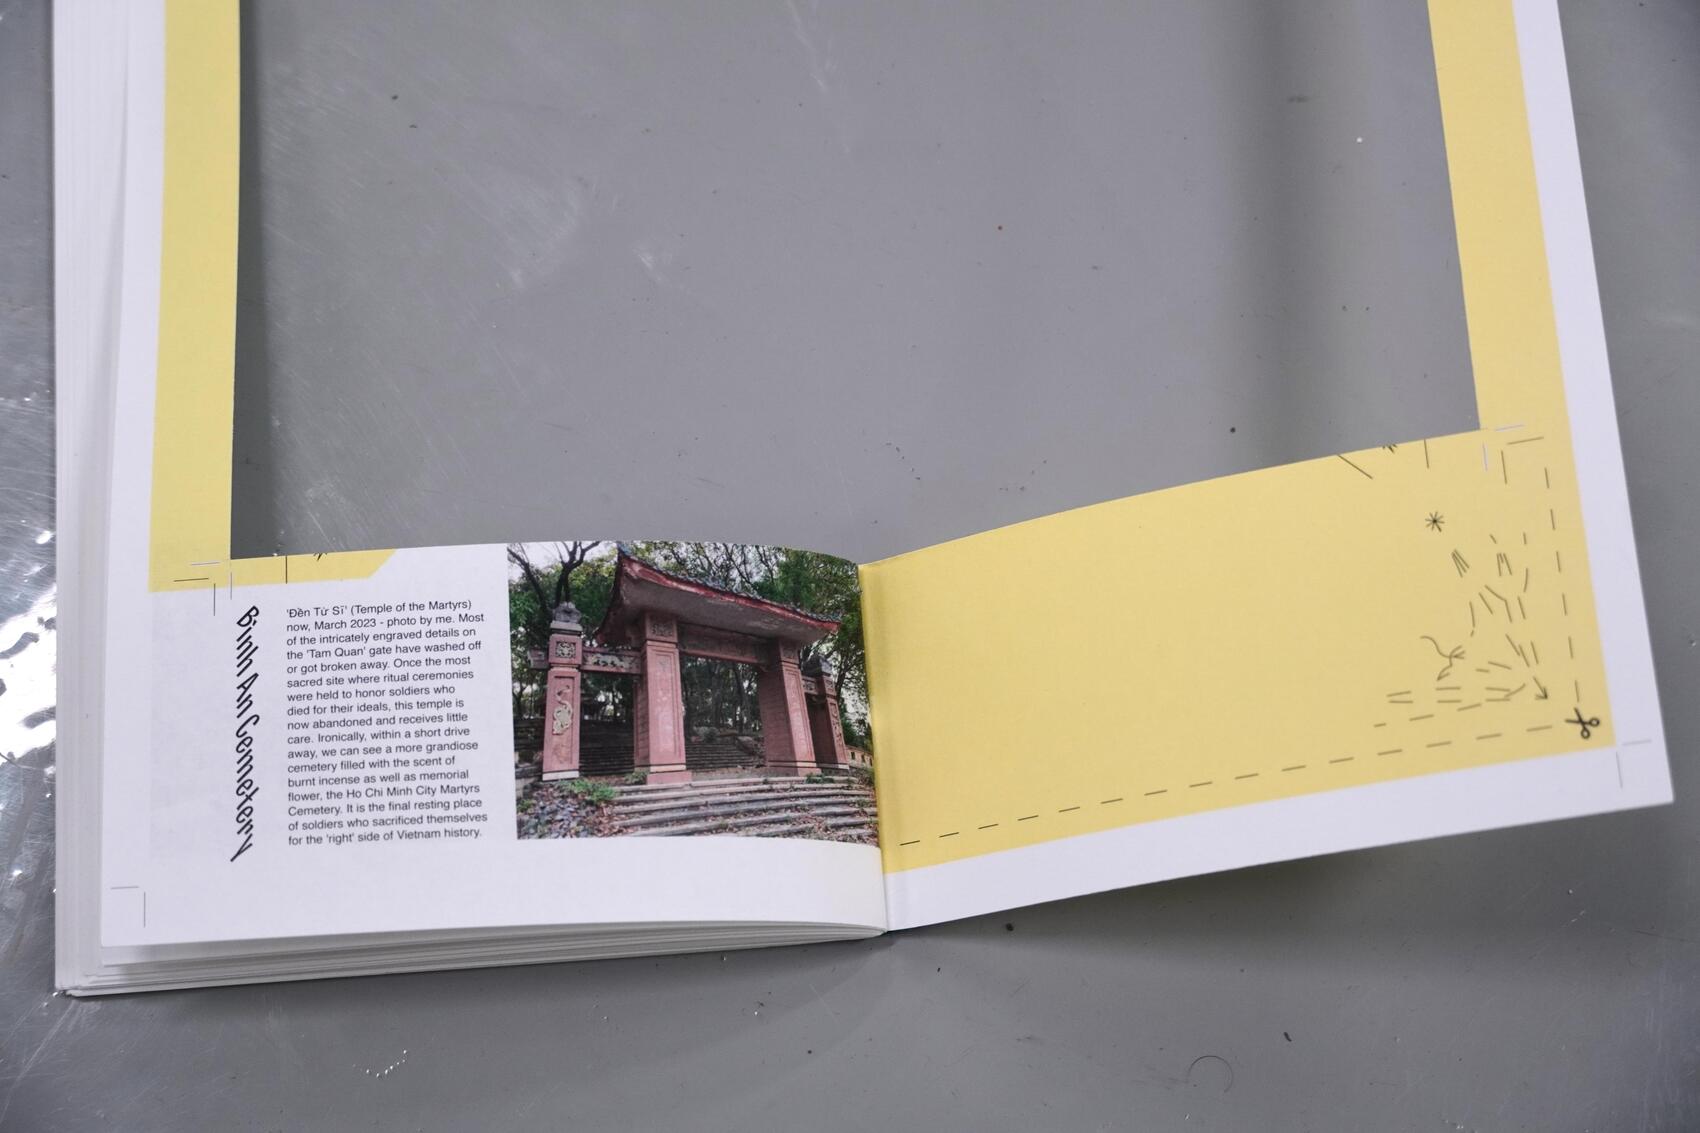 Bình An Cemetery
'Đền Tử Sĩ' (Temple of the Martyrs)
now, March 2023 - photo by me. Most
of the intricately engraved details on
the 'Tam Quan' gate have washed off
or got broken away. Once the most
sacred site where ritual ceremonies
were held to honor soldiers who
died for their ideals, this temple is
now abandoned and receives little
care. Ironically, within a short drive
away, we can see a more grandiose
cemetery filled with the scent of
burnt incense as well as memorial
flower, the Ho Chi Minh City Martyrs
Cemetery. It is the final resting place
of soldiers who sacrificed themselves
for the 'right' side of Vietnam history.